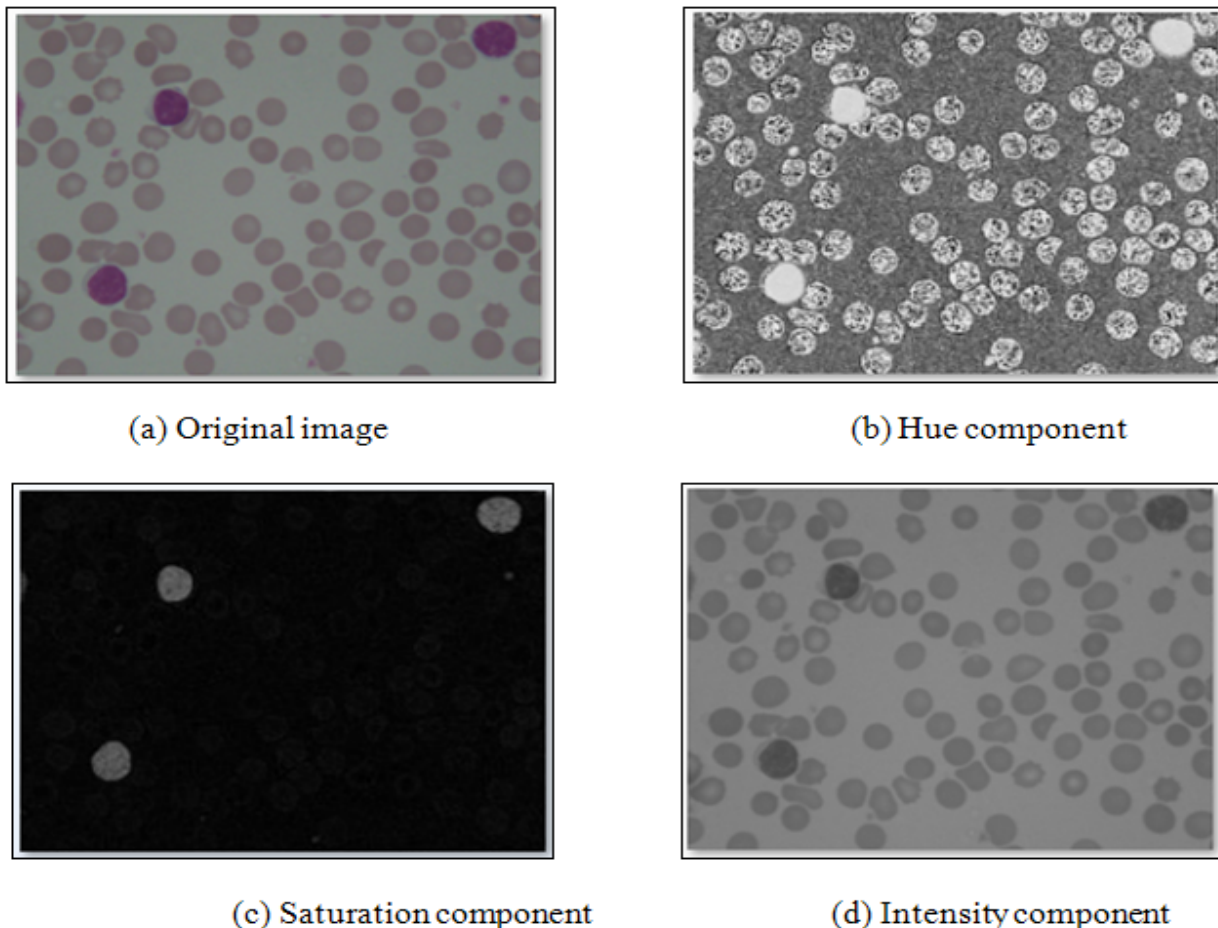 (a) Original image
(b) Hue component
(c) Saturation component
(d) Intensity component